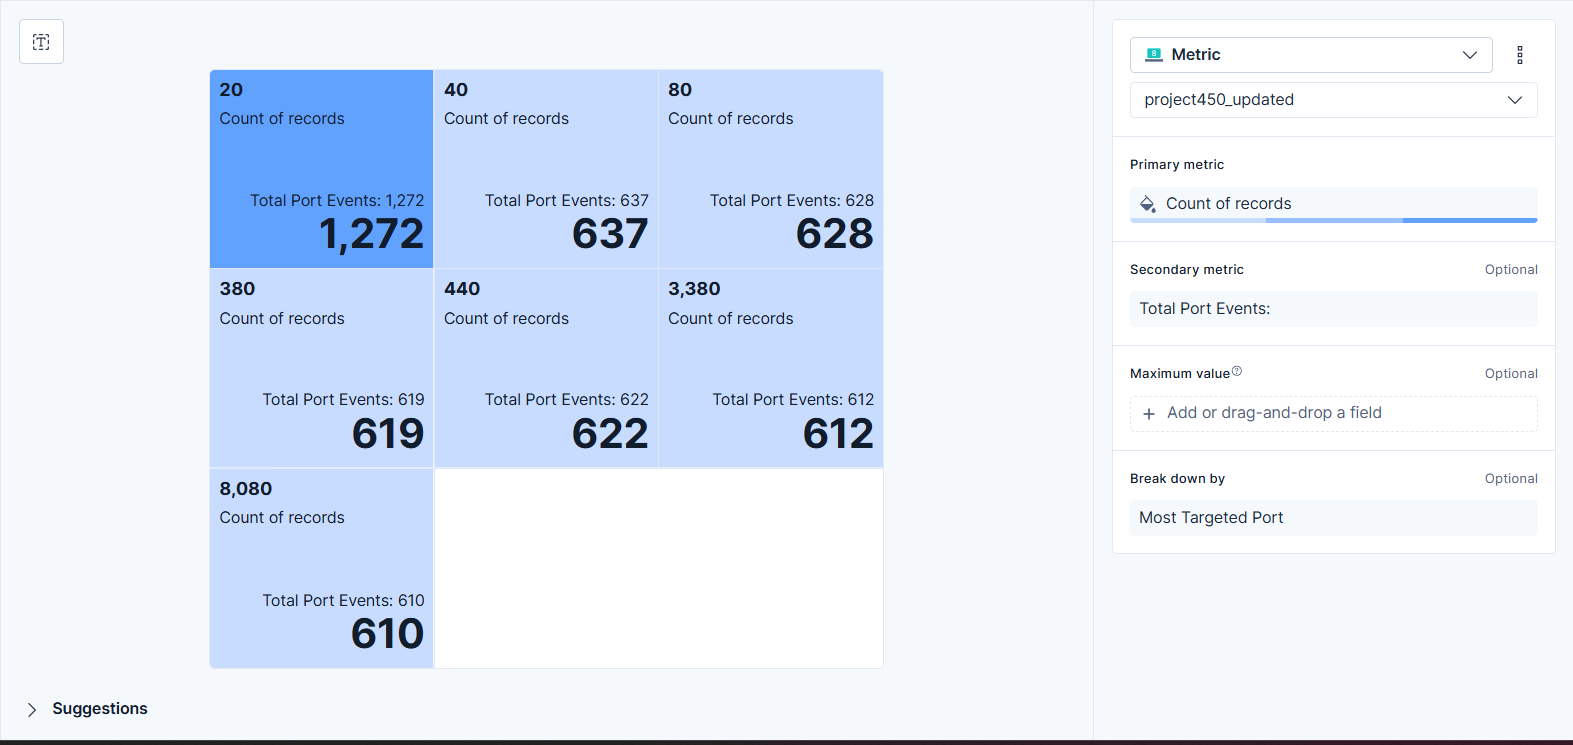 20
Count of records
Total Port Events: 1,272
1,272
40
Count of records
Total Port Events: 637
637
80
Count of records
Total Port Events: 628
628
380
Count of records
Total Port Events: 619
619
440
Count of records
Total Port Events: 622
622
3,380
Count of records
Total Port Events: 612
612
8,080
Count of records
Total Port Events: 610
610
Suggestions
Metric
project450_updated
Primary metric
Count of records
Secondary metric Optional
Total Port Events:
Maximum value Optional
Add or drag-and-drop a field
Break down by Optional
Most Targeted Port